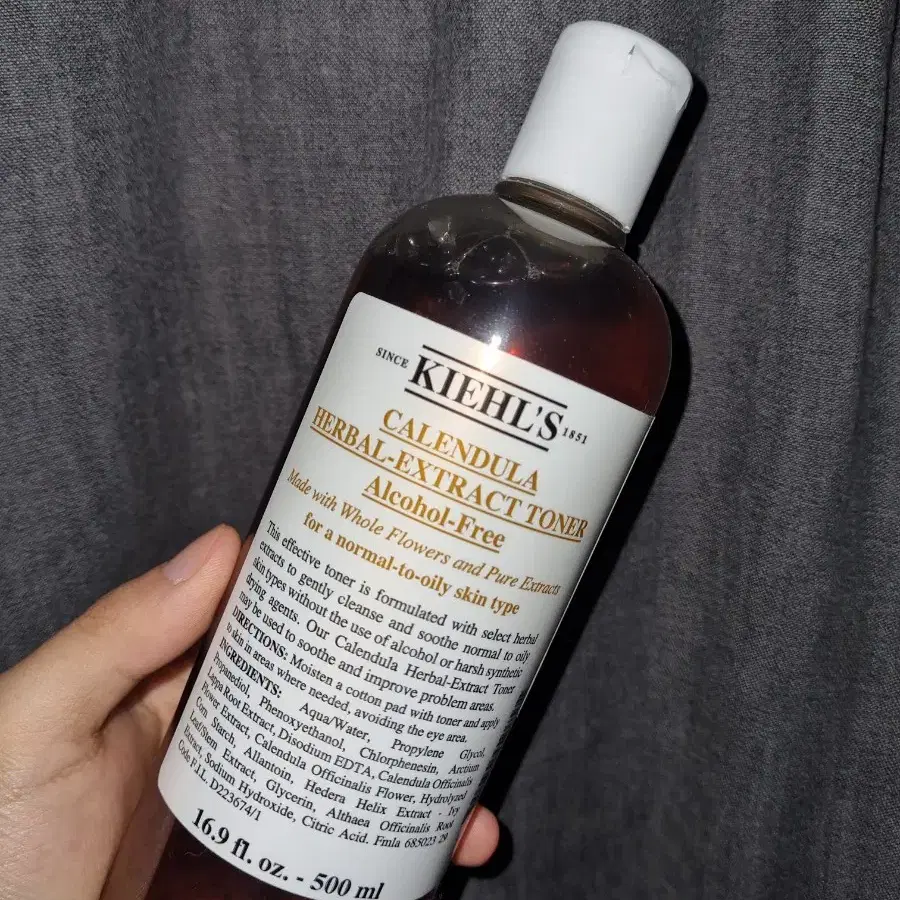 SINCE KIEHL'S 1851
CALENDULA
HERBAL-EXTRACT TONER
Alcohol-Free
Made with Whole Flowers and Pure Extracts
for a normal-to-oily skin type
This effective toner is formulated with select herbal
extracts to gently cleanse and soothe normal to oily
skin types without the use of alcohol or harsh synthetic
drying agents. Our Calendula Herbal-Extract Toner
may be used to soothe and improve problem areas.
DIRECTIONS: Moisten a cotton pad with toner and apply
to skin in areas where needed, avoiding the eye area.
INGREDIENTS: Aqua/Water, Propylene Glycol,
Propanediol, Phenoxyethanol, Chlorphenesin, Arctium
Lappa Root Extract, Disodium EDTA, Calendula Officinalis
Flower Extract, Calendula Officinalis Flower, Hydrolyzed
Corn Starch, Allantoin, Hedera Helix Extract - Ivy
Leaf/Stem Extract, Glycerin, Althaea Officinalis Root
Extract, Sodium Hydroxide, Citric Acid. Fmla 685023 29
Code F.I.L. D223674/1
16.9 fl. oz. - 500 ml